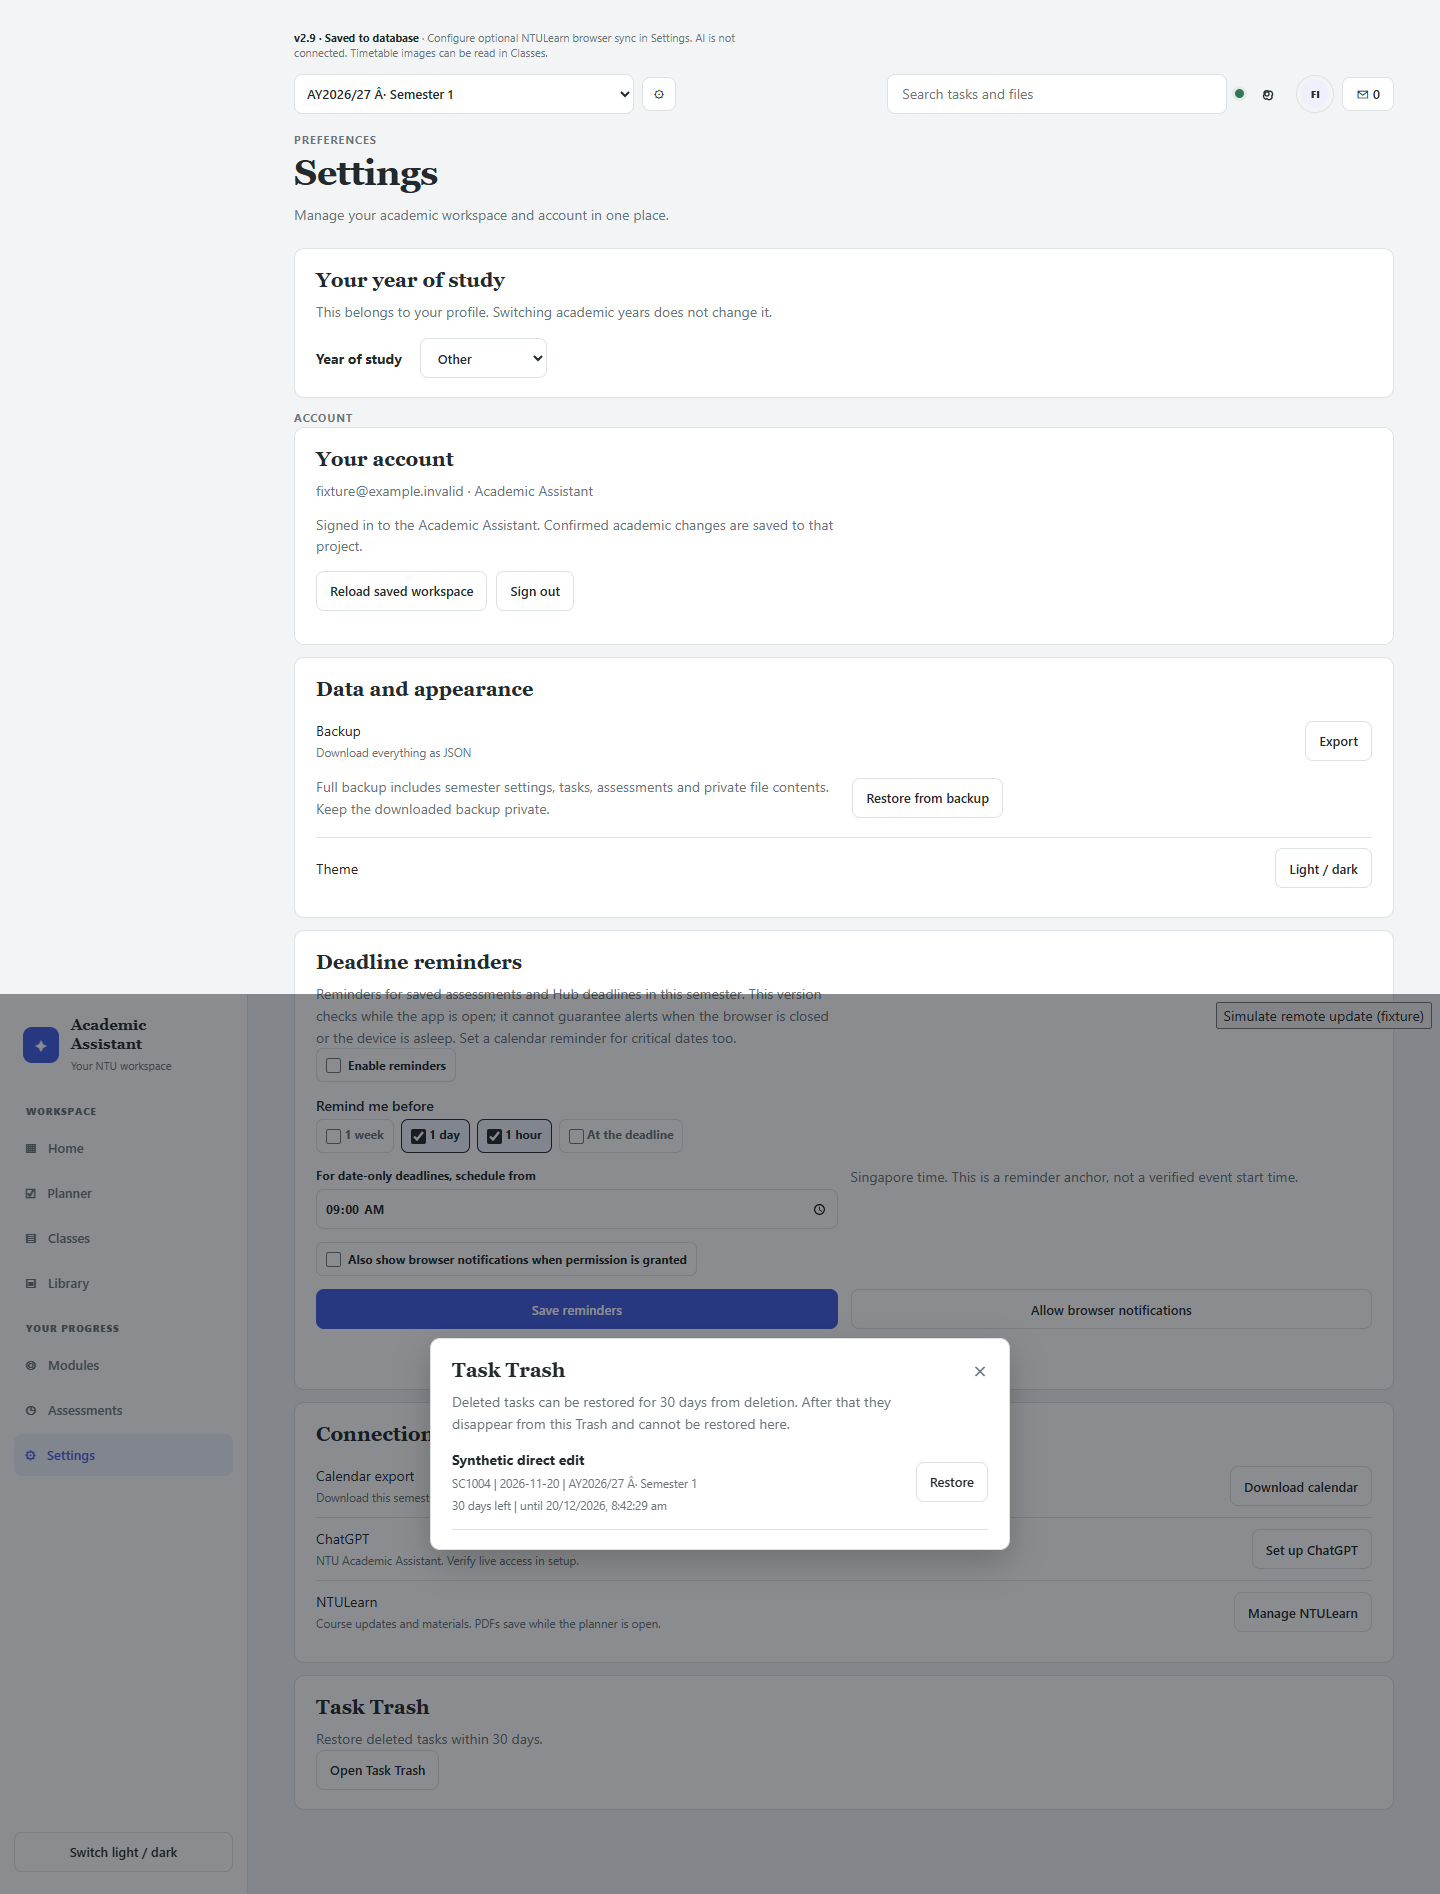 v2.9 · Saved to database · Configure optional NTULearn browser sync in Settings. AI is not
connected. Timetable images can be read in Classes.
AY2026/27 Â· Semester 1
Search tasks and files
FI
0
PREFERENCES
Settings
Manage your academic workspace and account in one place.
Your year of study
This belongs to your profile. Switching academic years does not change it.
Year of study
Other
ACCOUNT
Your account
fixture@example.invalid · Academic Assistant
Signed in to the Academic Assistant. Confirmed academic changes are saved to that
project.
Reload saved workspace
Sign out
Data and appearance
Backup
Download everything as JSON
Export
Full backup includes semester settings, tasks, assessments and private file contents.
Keep the downloaded backup private.
Restore from backup
Theme
Light / dark
Deadline reminders
Reminders for saved assessments and Hub deadlines in this semester. This version
checks while the app is open; it cannot guarantee alerts when the browser is closed
or the device is asleep. Set a calendar reminder for critical dates too.
Simulate remote update (fixture)
Enable reminders
Remind me before
1 week
1 day
1 hour
At the deadline
For date-only deadlines, schedule from
Singapore time. This is a reminder anchor, not a verified event start time.
09:00 AM
Also show browser notifications when permission is granted
Save reminders
Allow browser notifications
Academic
Assistant
Your NTU workspace
WORKSPACE
Home
Planner
Classes
Library
YOUR PROGRESS
Modules
Assessments
Settings
Switch light / dark
Task Trash
Deleted tasks can be restored for 30 days from deletion. After that they
disappear from this Trash and cannot be restored here.
Synthetic direct edit
SC1004 | 2026-11-20 | AY2026/27 Â· Semester 1
30 days left | until 20/12/2026, 8:42:29 am
Restore
Connection
Calendar export
Download this semest
Download calendar
ChatGPT
NTU Academic Assistant. Verify live access in setup.
Set up ChatGPT
NTULearn
Course updates and materials. PDFs save while the planner is open.
Manage NTULearn
Task Trash
Restore deleted tasks within 30 days.
Open Task Trash